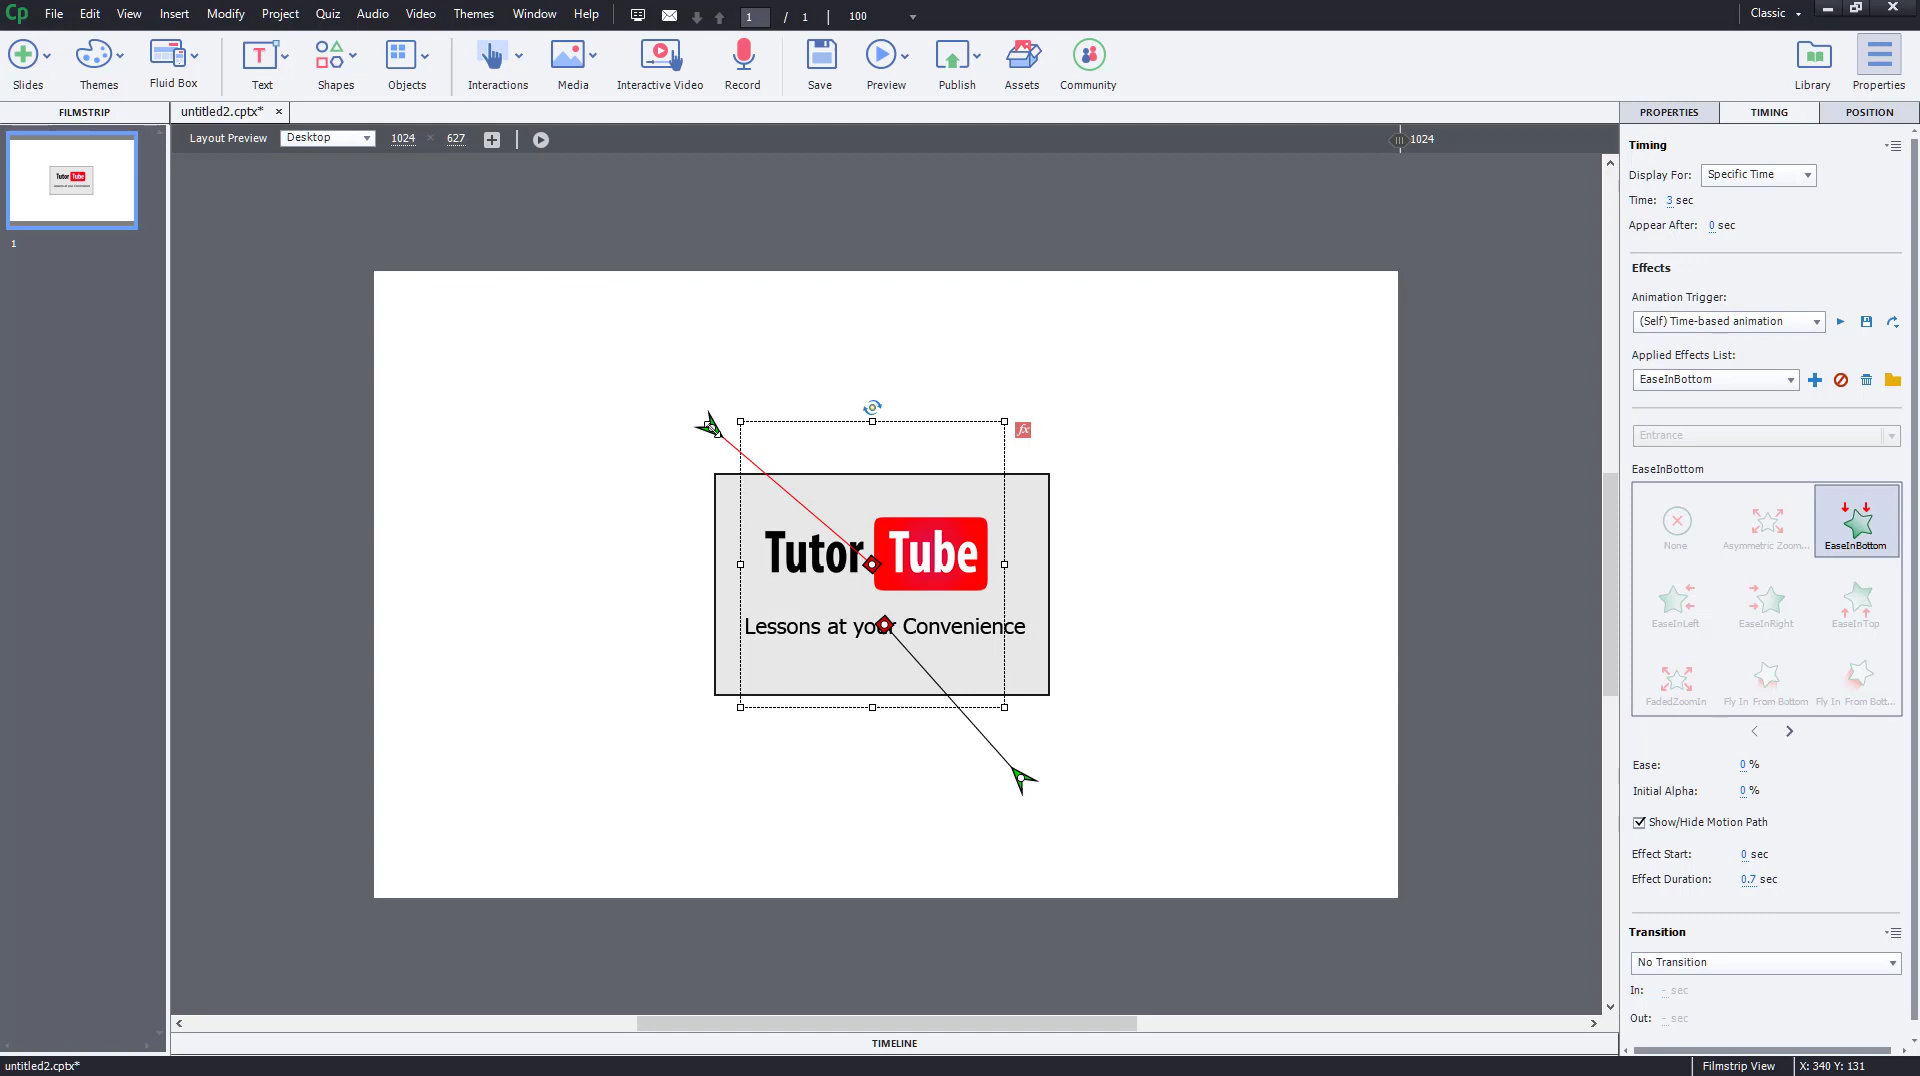 Cp File Edit View Insert Modify Project Quiz Audio Video Themes Window Help 1 / 1 100 Classic
Slides Themes Fluid Box Text Shapes Objects Interactions Media Interactive Video Record Save Preview Publish Assets Community Library Properties
FILMSTRIP untitled2.cptx* × PROPERTIES TIMING POSITION
Layout Preview Desktop 1024 × 627 1024
1
Tutor Tube
Lessons at your Convenience
fx
Timing
Display For: Specific Time
Time: 3 sec
Appear After: 0 sec
Effects
Animation Trigger:
(Self) Time-based animation
Applied Effects List:
EaseInBottom
Entrance
EaseInBottom
None Asymmetric Zoom... EaseInBottom
EaseInLeft EaseInRight EaseInTop
FadedZoomIn Fly In From Bottom Fly In From Bott...
Ease: 0 %
Initial Alpha: 0 %
Show/Hide Motion Path
Effect Start: 0 sec
Effect Duration: 0.7 sec
Transition
No Transition
In: - sec
Out: - sec
TIMELINE
untitled2.cptx* Filmstrip View X: 340 Y: 131